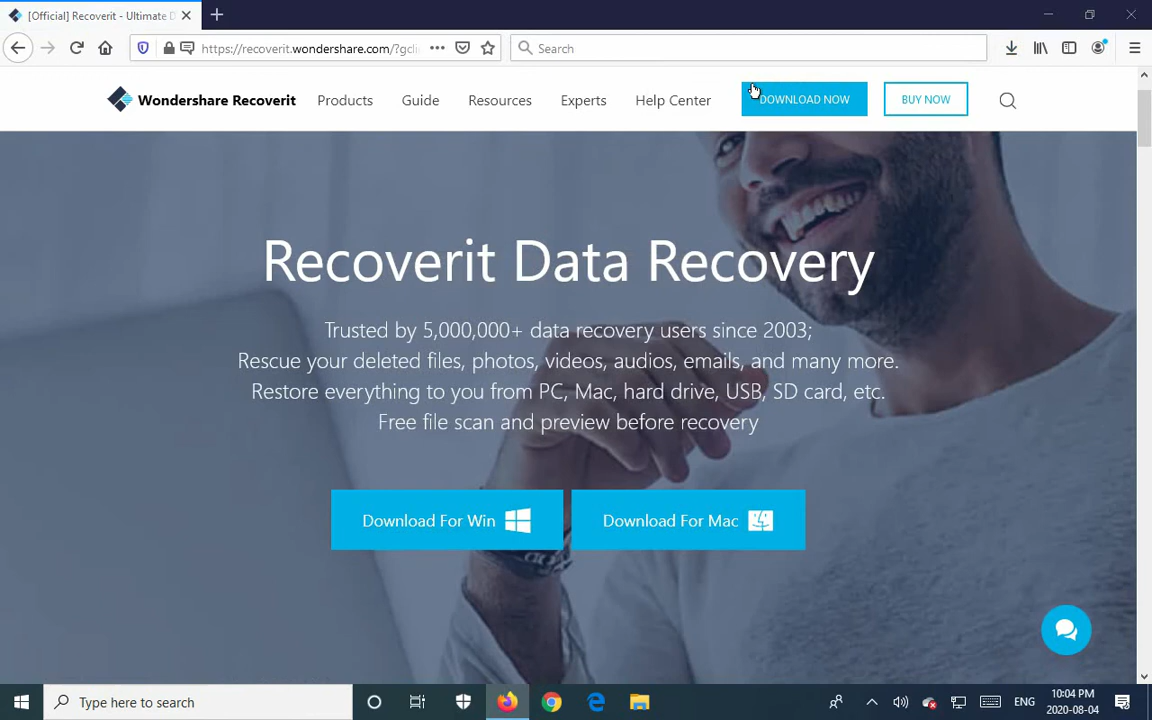 [Official] Recoverit - Ultimate D
https://recoverit.wondershare.com/?gcli
Search
Wondershare Recoverit
Products
Guide
Resources
Experts
Help Center
DOWNLOAD NOW
BUY NOW
Recoverit Data Recovery
Trusted by 5,000,000+ data recovery users since 2003;
Rescue your deleted files, photos, videos, audios, emails, and many more.
Restore everything to you from PC, Mac, hard drive, USB, SD card, etc.
Free file scan and preview before recovery
Download For Win
Download For Mac
Type here to search
ENG
10:04 PM
2020-08-04